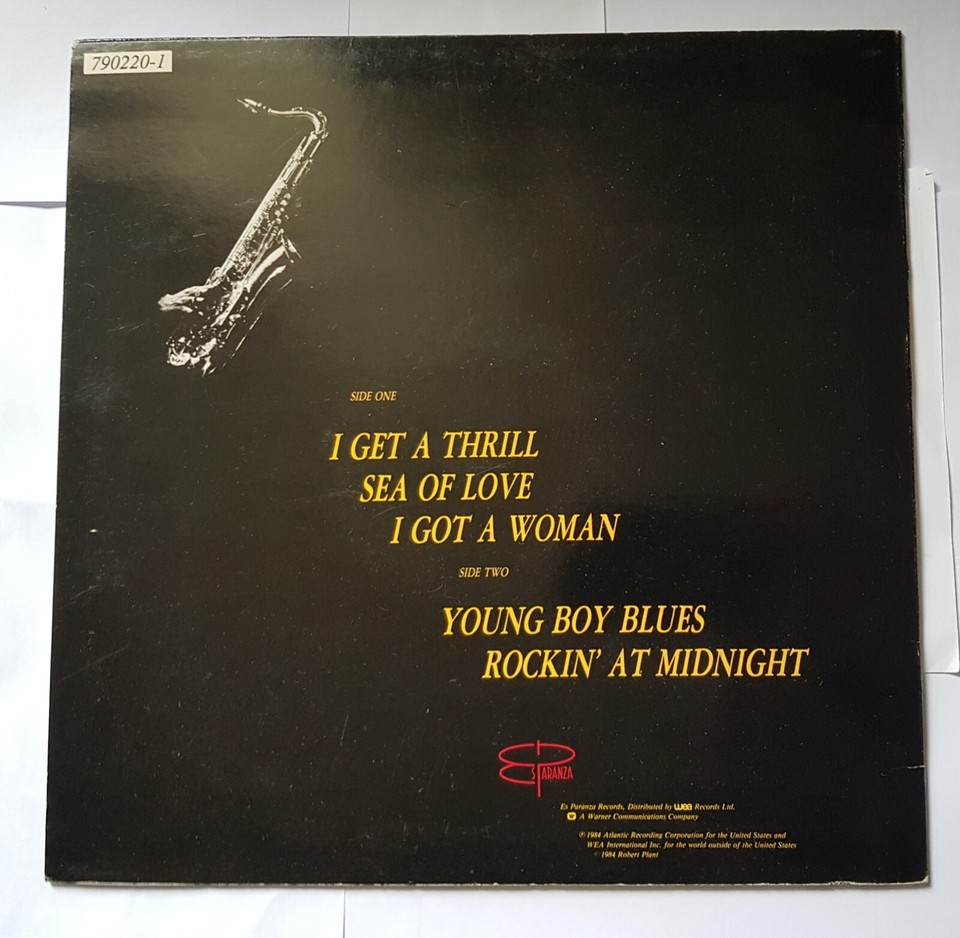 790220-1
SIDE ONE
I GET A THRILL
SEA OF LOVE
I GOT A WOMAN
SIDE TWO
YOUNG BOY BLUES
ROCKIN' AT MIDNIGHT
ES PARANZA
Es Paranza Records, Distributed by wea Records Ltd.
A Warner Communications Company
℗ 1984 Atlantic Recording Corporation for the United States and
WEA International Inc. for the world outside of the United States
© 1984 Robert Plant